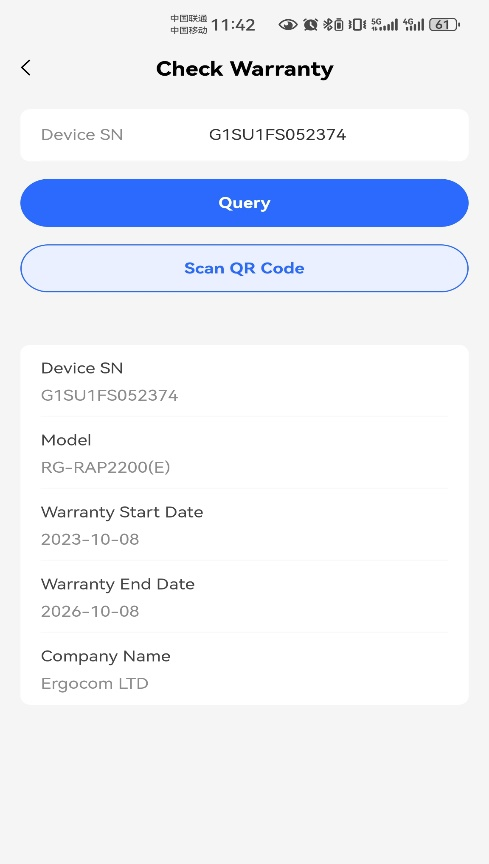 中国联通
中国移动 11:42 5G 4G 61
Check Warranty
Device SN G1SU1FS052374
Query
Scan QR Code
Device SN
G1SU1FS052374
Model
RG-RAP2200(E)
Warranty Start Date
2023-10-08
Warranty End Date
2026-10-08
Company Name
Ergocom LTD